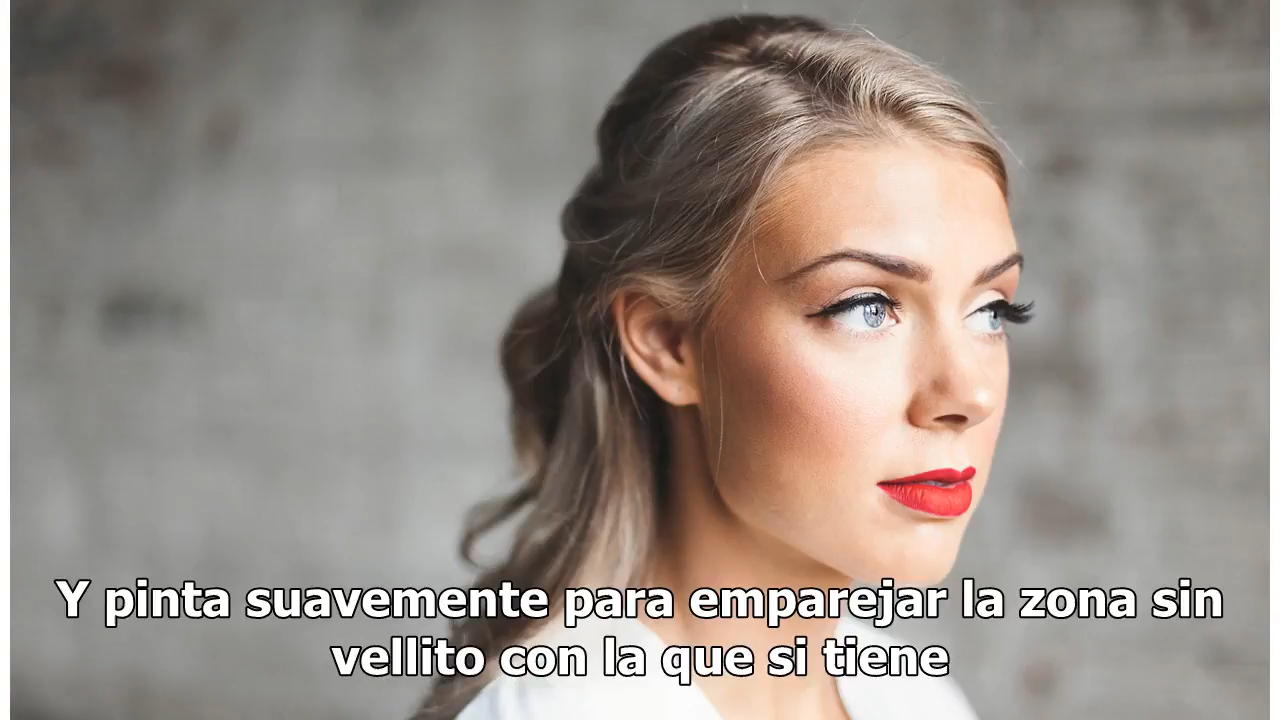 Y pinta suavemente para emparejar la zona sin
vellito con la que si tiene